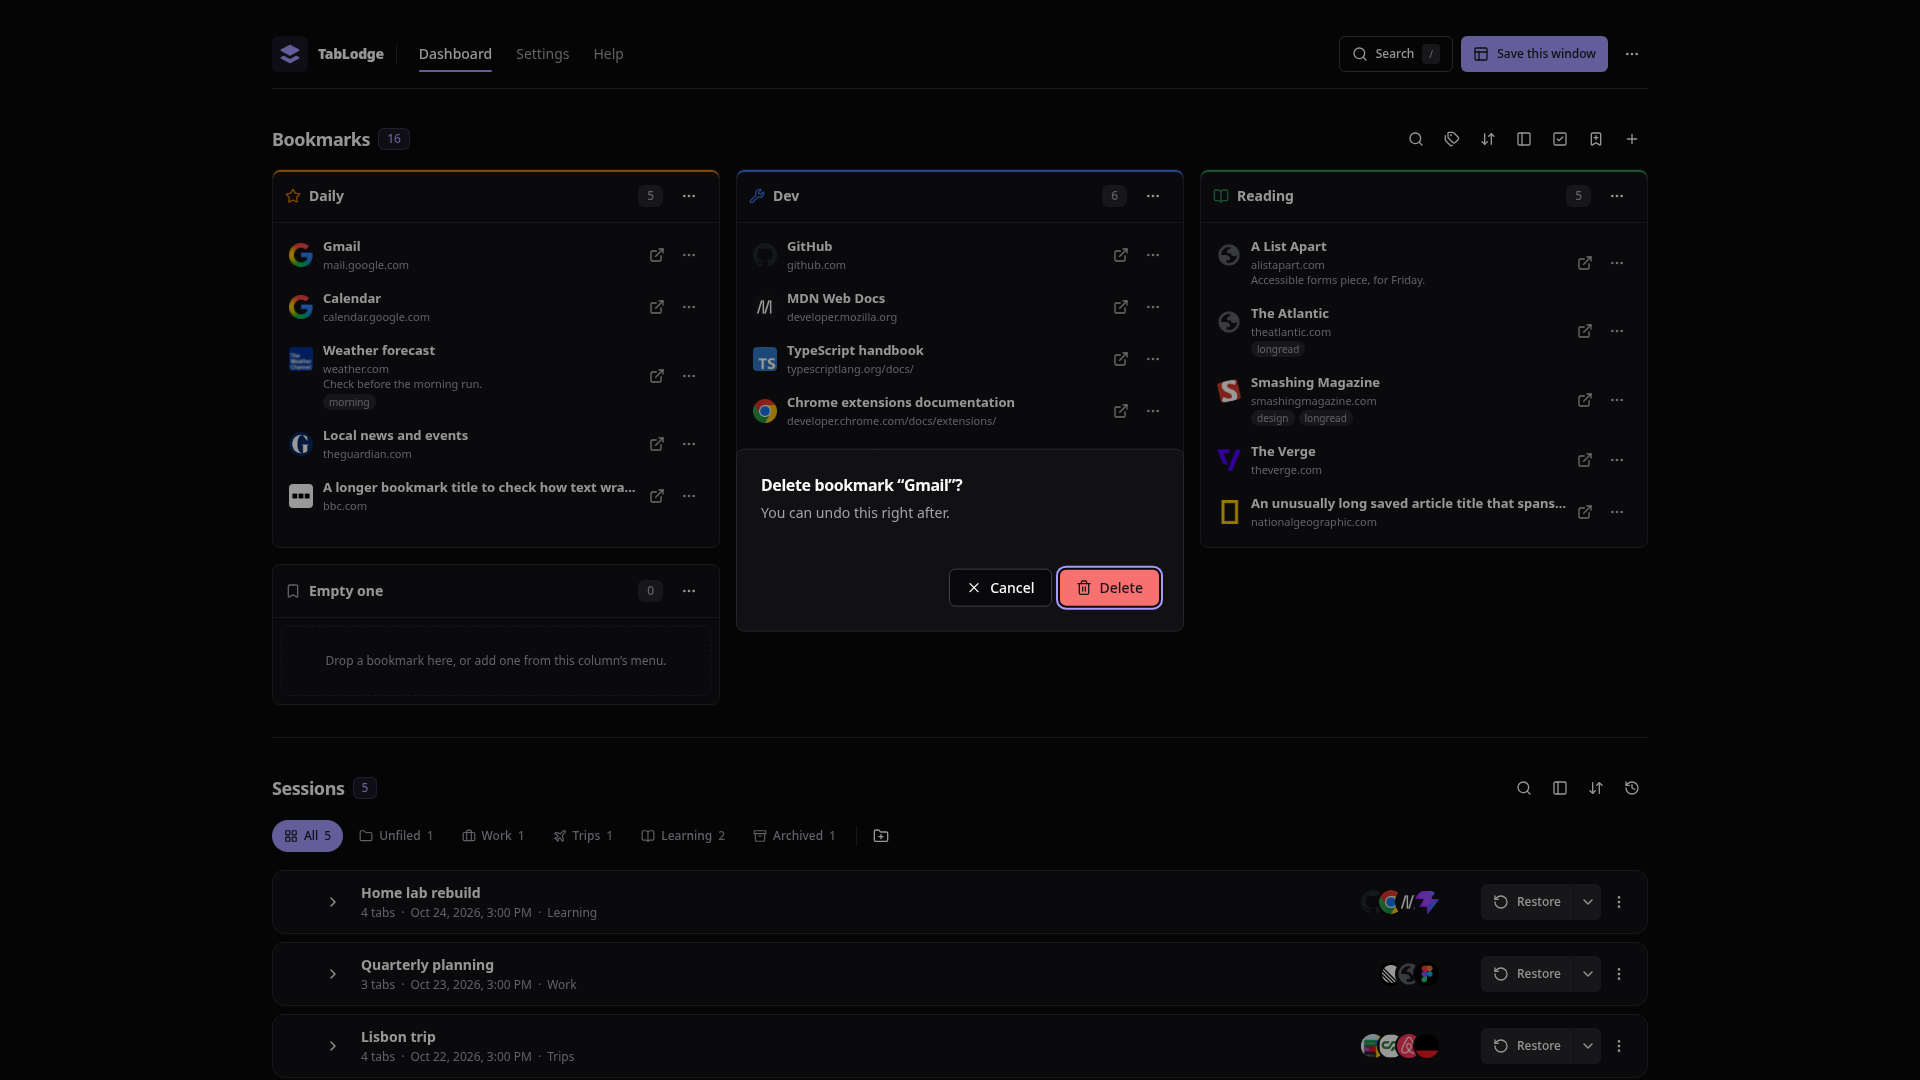 TabLodge
Dashboard
Settings
Help
Search /
Save this window
Bookmarks 16
Daily 5
Gmail
mail.google.com
Calendar
calendar.google.com
Weather forecast
weather.com
Check before the morning run.
morning
Local news and events
theguardian.com
A longer bookmark title to check how text wra...
bbc.com
Dev 6
GitHub
github.com
MDN Web Docs
developer.mozilla.org
TypeScript handbook
typescriptlang.org/docs/
Chrome extensions documentation
developer.chrome.com/docs/extensions/
Reading 5
A List Apart
alistapart.com
Accessible forms piece, for Friday.
The Atlantic
theatlantic.com
longread
Smashing Magazine
smashingmagazine.com
design longread
The Verge
theverge.com
An unusually long saved article title that spans...
nationalgeographic.com
Delete bookmark “Gmail”?
You can undo this right after.
Cancel
Delete
Empty one 0
Drop a bookmark here, or add one from this column’s menu.
Sessions 5
All 5
Unfiled 1
Work 1
Trips 1
Learning 2
Archived 1
Home lab rebuild
4 tabs · Oct 24, 2026, 3:00 PM · Learning
Restore
Quarterly planning
3 tabs · Oct 23, 2026, 3:00 PM · Work
Restore
Lisbon trip
4 tabs · Oct 22, 2026, 3:00 PM · Trips
Restore